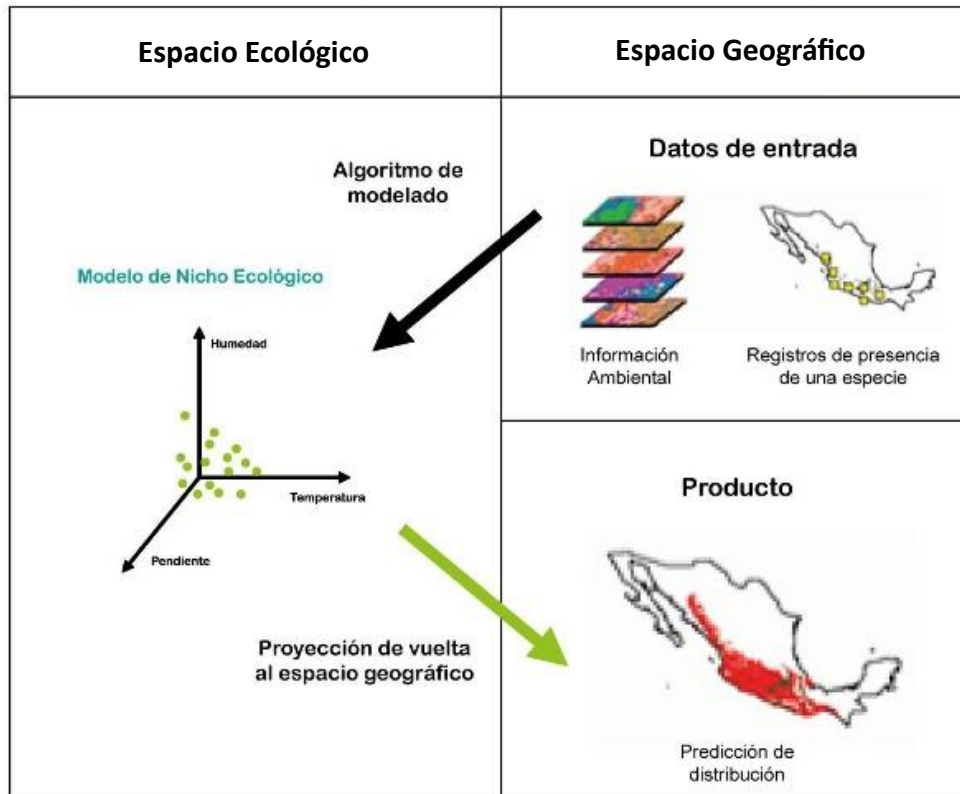 Espacio Ecológico
Espacio Geográfico
Algoritmo de
modelado
Modelo de Nicho Ecológico
Humedad
Temperatura
Pendiente
Proyección de vuelta
al espacio geográfico
Datos de entrada
Información
Ambiental
Registros de presencia
de una especie
Producto
Predicción de
distribución